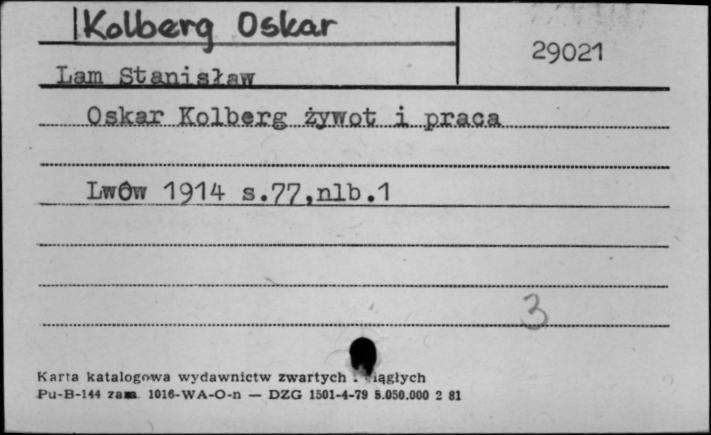 Kolberg Oskar
29021
Lam Stanisław
Oskar Kolberg żywot i praca
Lwów 1914 s.77,nlb.1
3
Karta katalogowa wydawnictw zwartych i ciągłych
Pu-B-144 zam. 1016-WA-O-n — DZG 1501-4-79 5.050.000 2 81